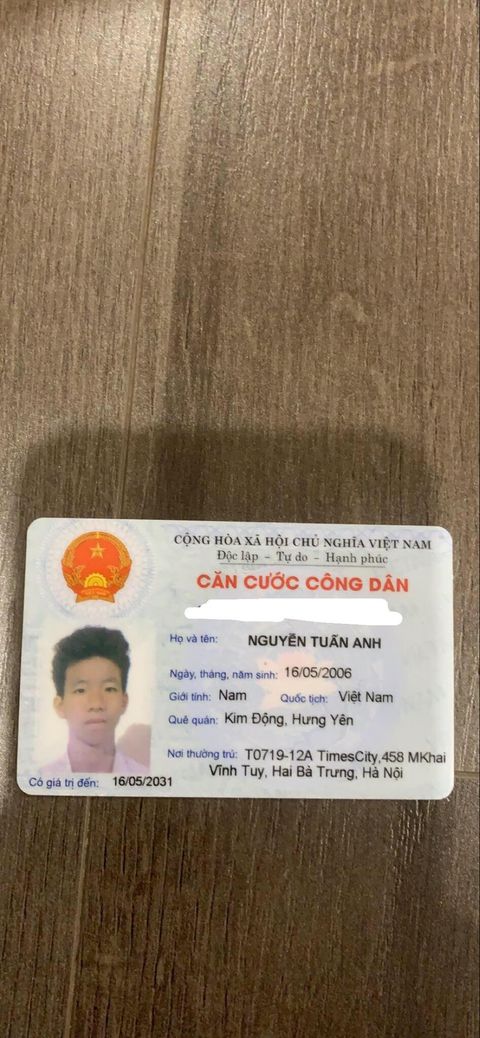 CỘNG HÒA XÃ HỘI CHỦ NGHĨA VIỆT NAM
Độc lập – Tự do – Hạnh phúc
CĂN CƯỚC CÔNG DÂN
Họ và tên: NGUYỄN TUẤN ANH
Ngày, tháng, năm sinh: 16/05/2006
Giới tính: Nam Quốc tịch: Việt Nam
Quê quán: Kim Động, Hưng Yên
Nơi thường trú: T0719-12A TimesCity,458 MKhai
Vĩnh Tuy, Hai Bà Trưng, Hà Nội
Có giá trị đến: 16/05/2031